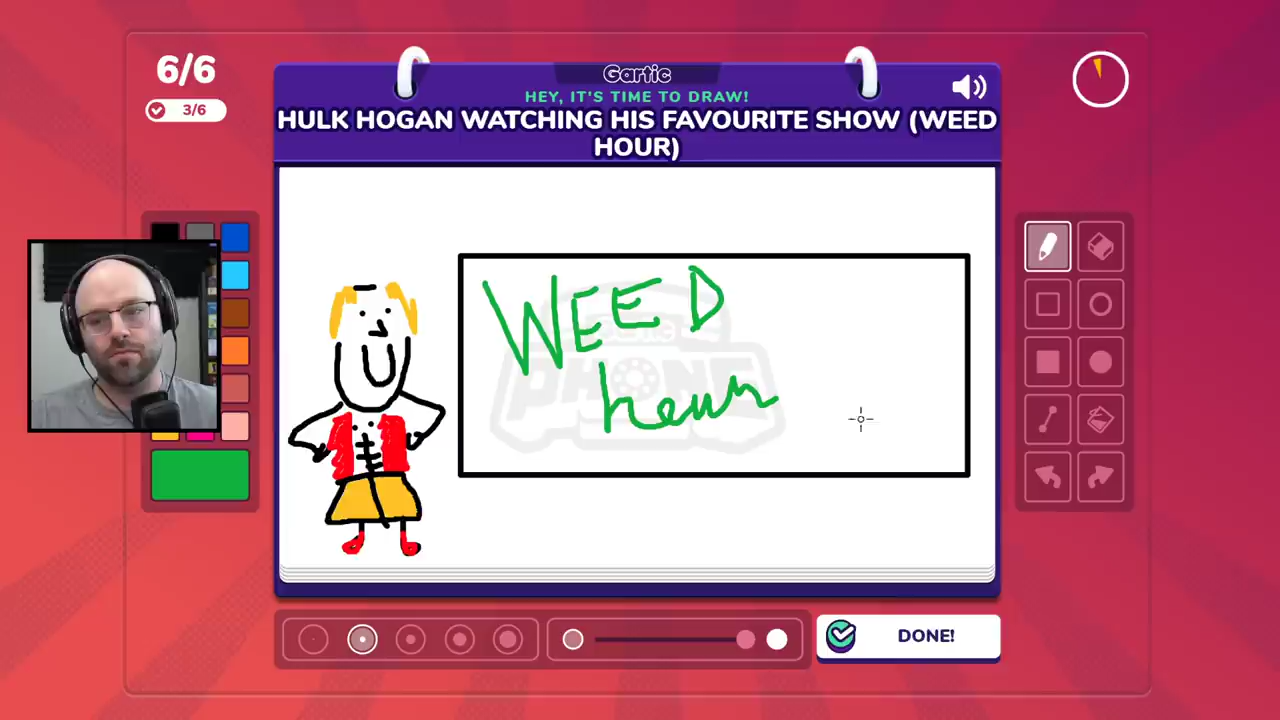 6/6
3/6
Gartic
HEY, IT'S TIME TO DRAW!
HULK HOGAN WATCHING HIS FAVOURITE SHOW (WEED
HOUR)
WEED
hour
PHONE
DONE!